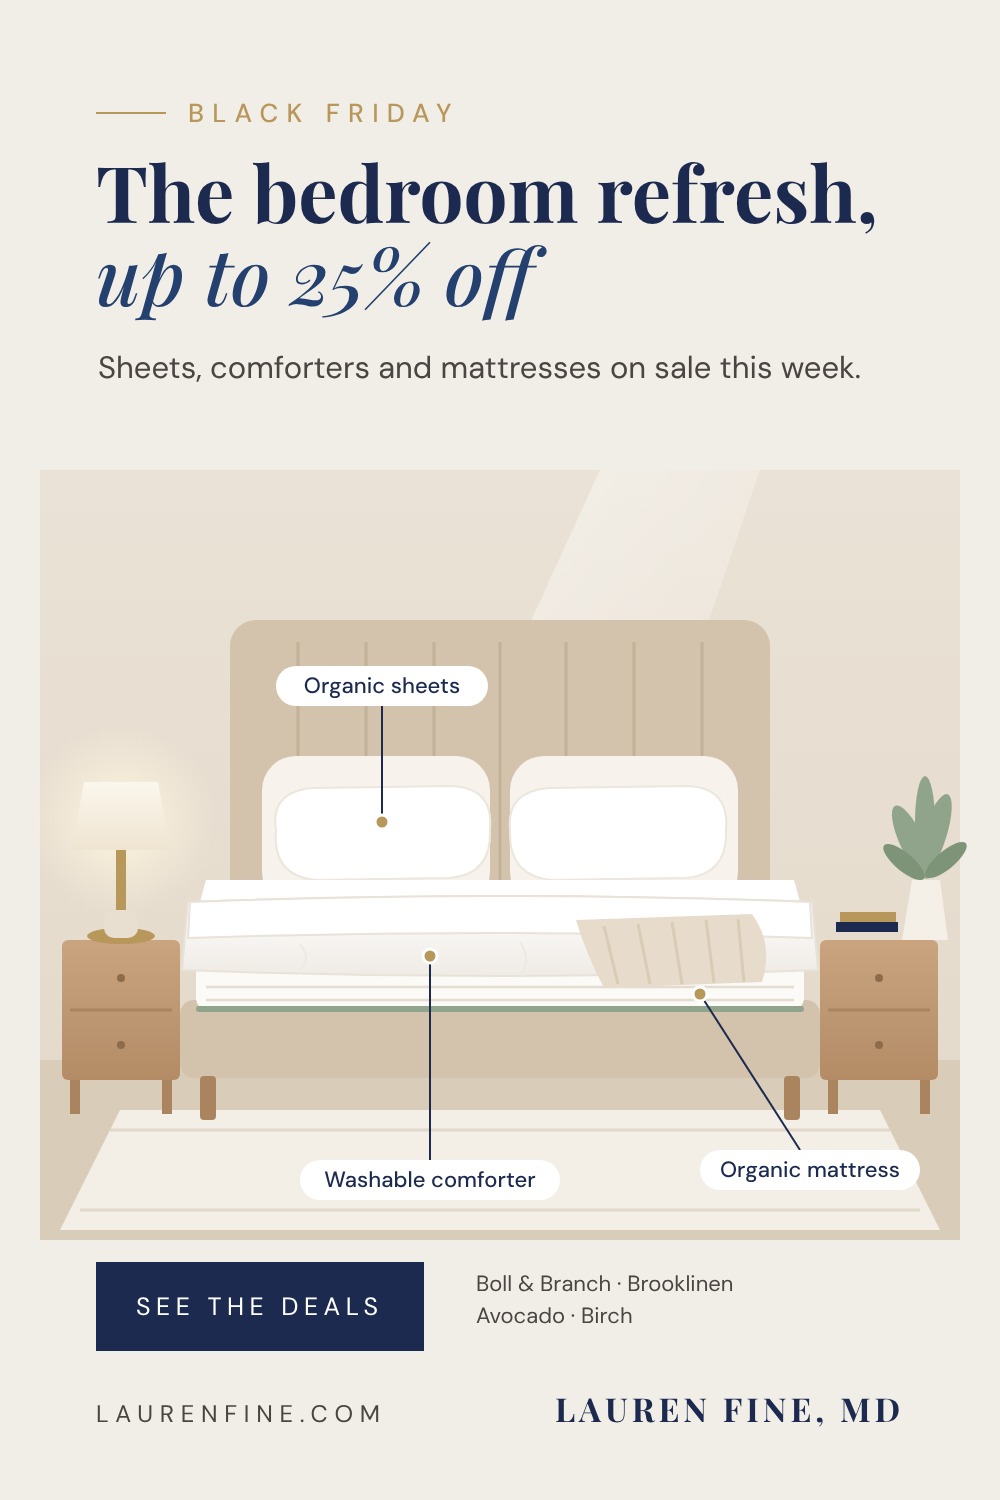 BLACK FRIDAY
The bedroom refresh,
up to 25% off
Sheets, comforters and mattresses on sale this week.
Organic sheets
Washable comforter
Organic mattress
SEE THE DEALS
Boll & Branch · Brooklinen
Avocado · Birch
LAURENFINE.COM
LAUREN FINE, MD